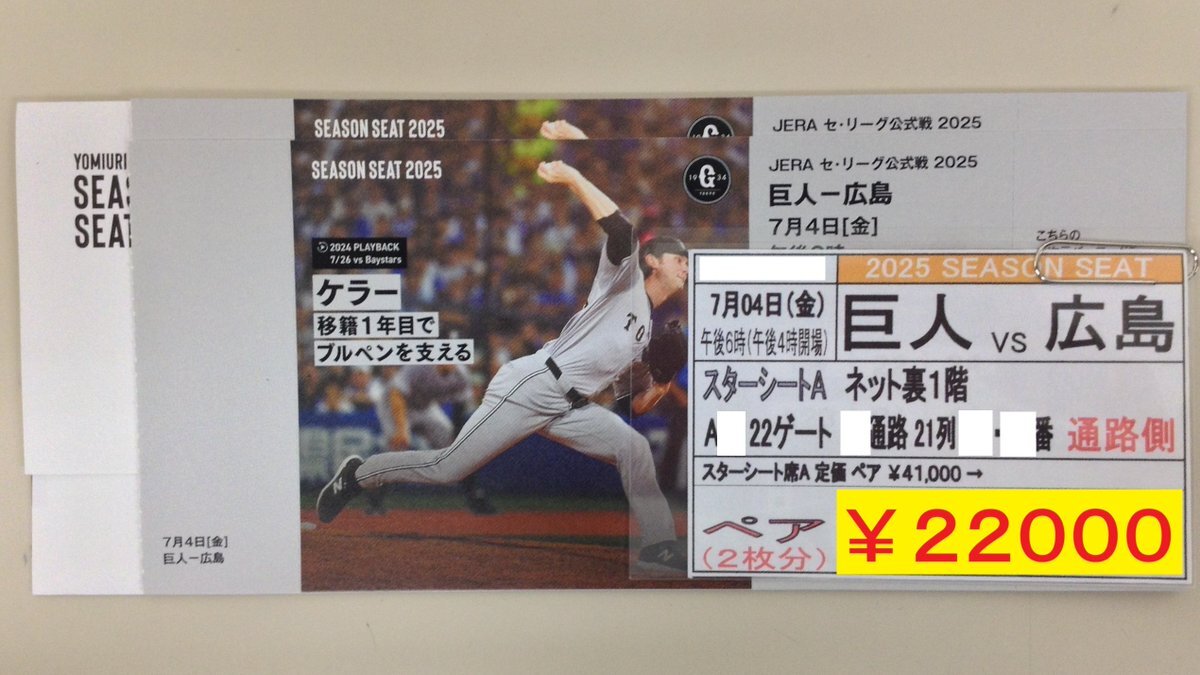 YOMIURI
SEAS
SEAT
SEASON SEAT 2025
SEASON SEAT 2025
1934
G
TOKYO
2024 PLAYBACK
7/26 vs Baystars
ケラー
移籍1年目で
ブルペンを支える
7月4日[金]
巨人ー広島
JERA セ・リーグ公式戦 2025
JERA セ・リーグ公式戦 2025
巨人ー広島
7月4日[金]
こちらの
2025 SEASON SEAT
7月04日(金)
午後6時(午後4時開場)
巨人 VS 広島
スターシートA ネット裏1階
A 22ゲート 通路 21列 ・ 番 通路側
スターシート席A 定価 ペア ¥41,000 →
ペア
(2枚分)
¥22000